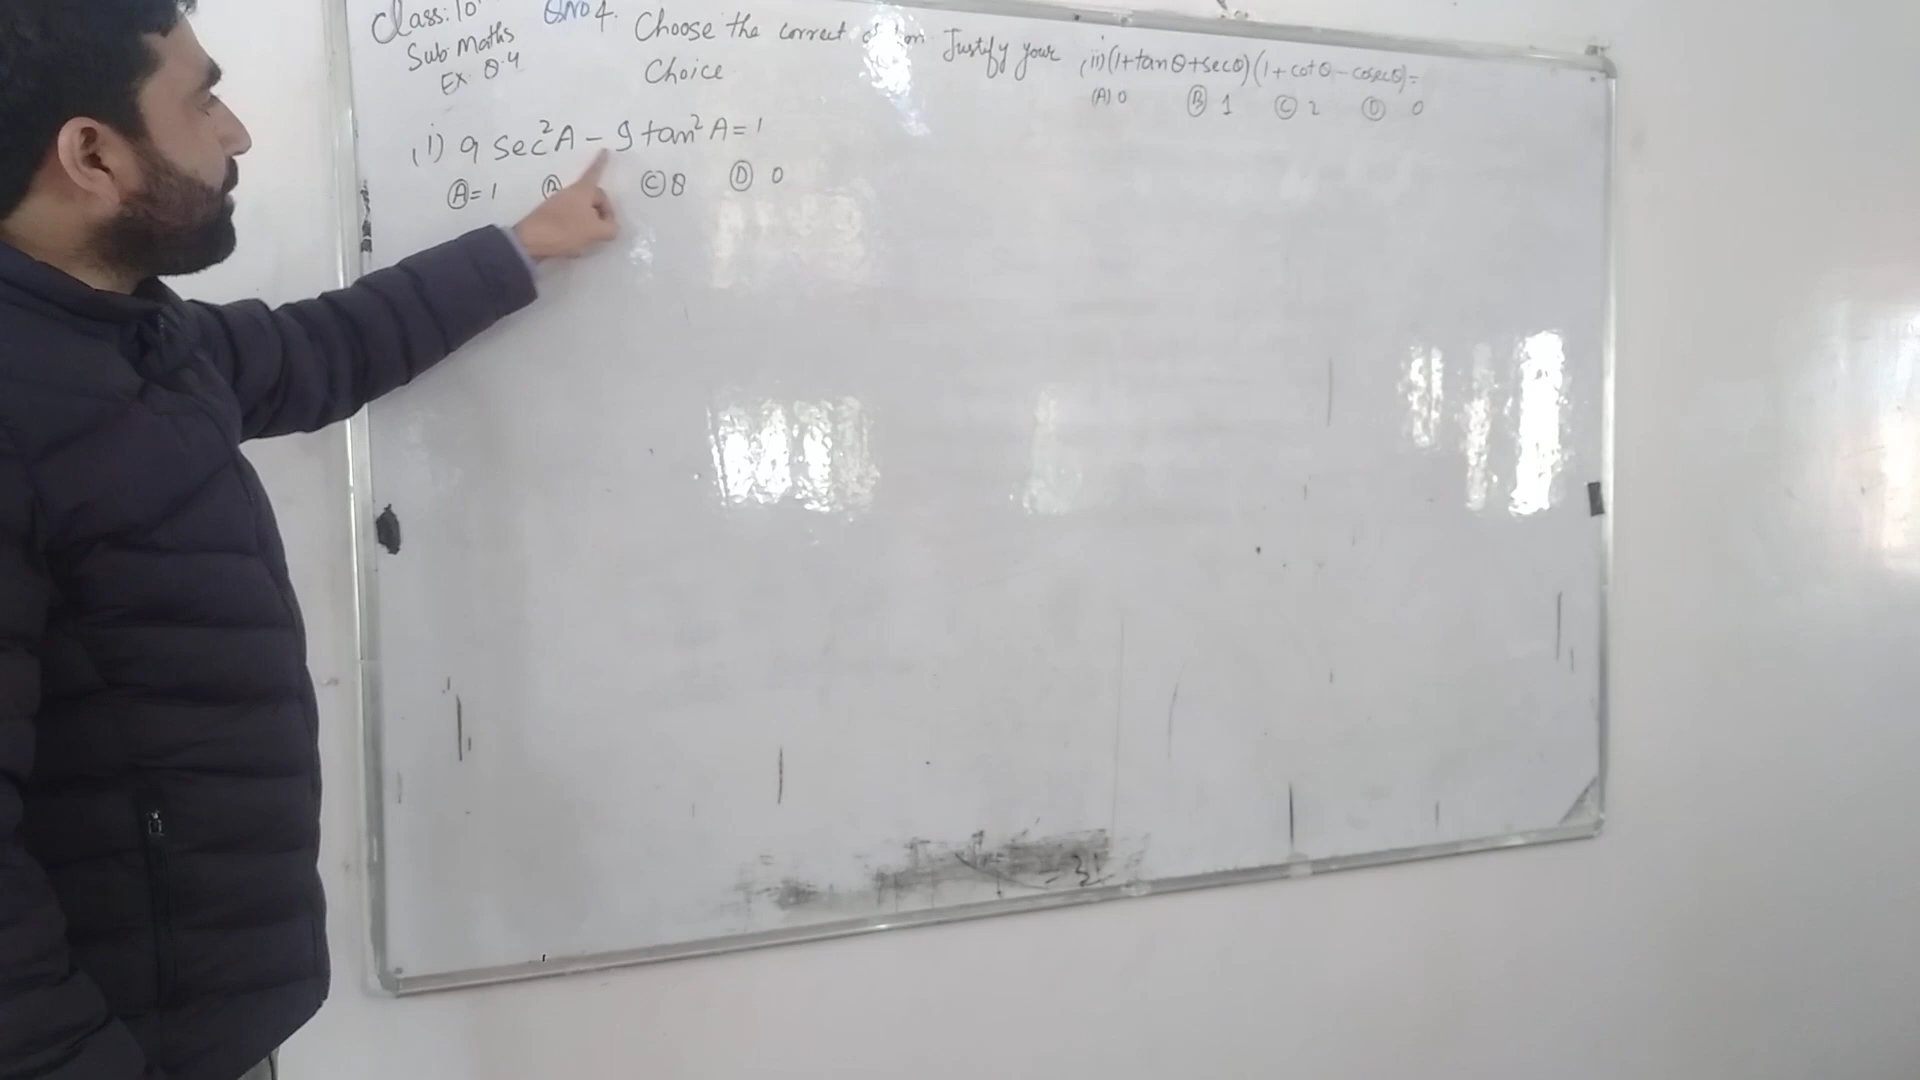 Class: 10
Sub: Maths
Ex. 8.4
QNo 4. Choose the correct Justify your
Choice
(i) 9 sec²A - 9 tan²A = 1
Ⓐ = 1 Ⓑ Ⓒ 8 Ⓓ 0
(ii) (1+tanθ+secθ)(1+cotθ-cosecθ)=
(A) 0 Ⓑ 1 Ⓒ 2 Ⓓ 0
= 31